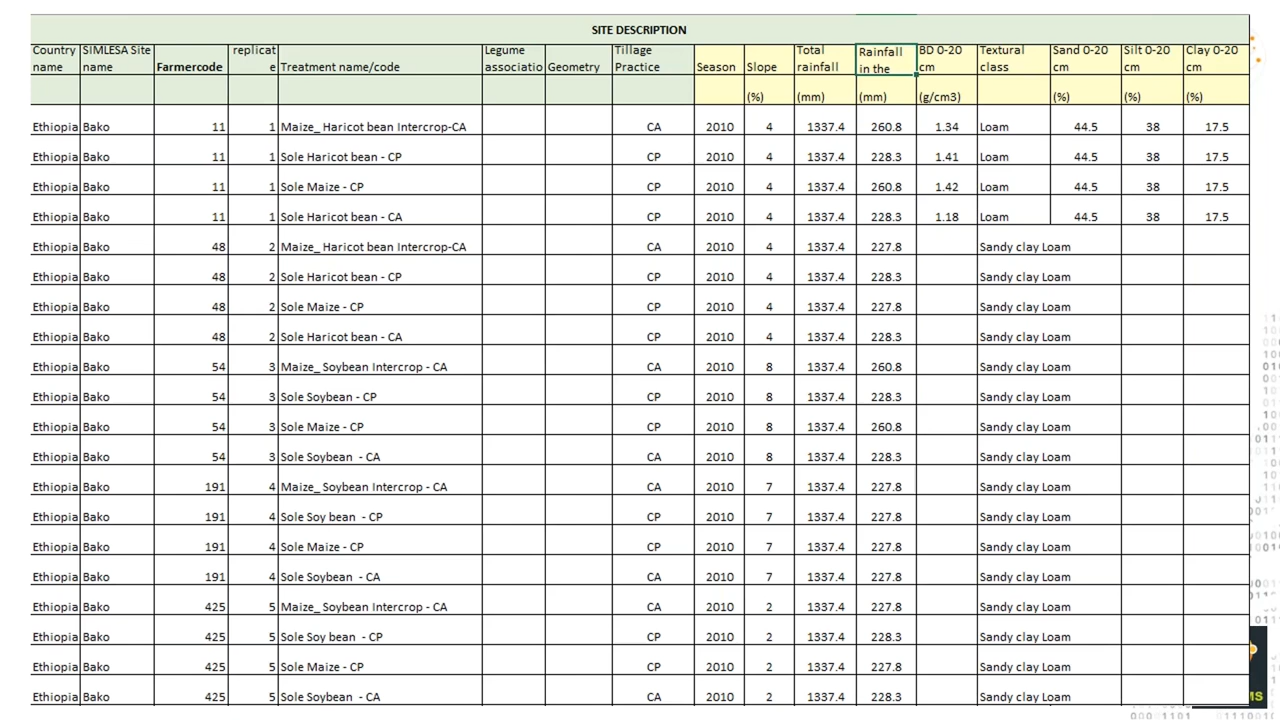 SITE DESCRIPTION
Country name SIMLESA Site name Farmercode replicat e Treatment name/code Legume associatio Geometry Tillage Practice Season Slope Total rainfall Rainfall in the BD 0-20 cm Textural class Sand 0-20 cm Silt 0-20 cm Clay 0-20 cm
(%) (mm) (mm) (g/cm3) (%) (%) (%)
Ethiopia Bako 11 1 Maize_ Haricot bean Intercrop-CA CA 2010 4 1337.4 260.8 1.34 Loam 44.5 38 17.5
Ethiopia Bako 11 1 Sole Haricot bean - CP CP 2010 4 1337.4 228.3 1.41 Loam 44.5 38 17.5
Ethiopia Bako 11 1 Sole Maize - CP CP 2010 4 1337.4 260.8 1.42 Loam 44.5 38 17.5
Ethiopia Bako 11 1 Sole Haricot bean - CA CP 2010 4 1337.4 228.3 1.18 Loam 44.5 38 17.5
Ethiopia Bako 48 2 Maize_ Haricot bean Intercrop-CA CA 2010 4 1337.4 227.8 Sandy clay Loam
Ethiopia Bako 48 2 Sole Haricot bean - CP CP 2010 4 1337.4 228.3 Sandy clay Loam
Ethiopia Bako 48 2 Sole Maize - CP CP 2010 4 1337.4 227.8 Sandy clay Loam
Ethiopia Bako 48 2 Sole Haricot bean - CA CP 2010 4 1337.4 228.3 Sandy clay Loam
Ethiopia Bako 54 3 Maize_ Soybean Intercrop - CA CA 2010 8 1337.4 260.8 Sandy clay Loam
Ethiopia Bako 54 3 Sole Soybean - CP CP 2010 8 1337.4 228.3 Sandy clay Loam
Ethiopia Bako 54 3 Sole Maize - CP CP 2010 8 1337.4 260.8 Sandy clay Loam
Ethiopia Bako 54 3 Sole Soybean - CA CA 2010 8 1337.4 228.3 Sandy clay Loam
Ethiopia Bako 191 4 Maize_ Soybean Intercrop - CA CA 2010 7 1337.4 227.8 Sandy clay Loam
Ethiopia Bako 191 4 Sole Soy bean - CP CP 2010 7 1337.4 227.8 Sandy clay Loam
Ethiopia Bako 191 4 Sole Maize - CP CP 2010 7 1337.4 227.8 Sandy clay Loam
Ethiopia Bako 191 4 Sole Soybean - CA CA 2010 7 1337.4 227.8 Sandy clay Loam
Ethiopia Bako 425 5 Maize_ Soybean Intercrop - CA CA 2010 2 1337.4 227.8 Sandy clay Loam
Ethiopia Bako 425 5 Sole Soy bean - CP CP 2010 2 1337.4 228.3 Sandy clay Loam
Ethiopia Bako 425 5 Sole Maize - CP CP 2010 2 1337.4 227.8 Sandy clay Loam
Ethiopia Bako 425 5 Sole Soybean - CA CA 2010 2 1337.4 228.3 Sandy clay Loam